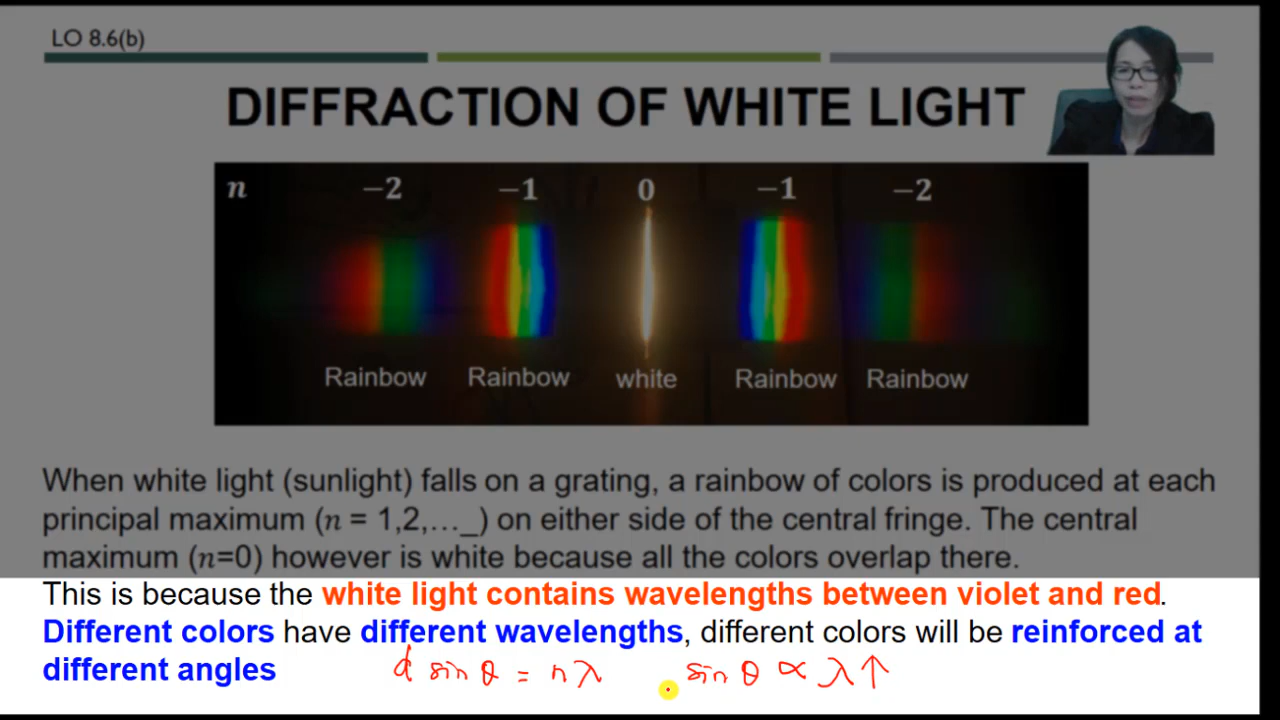 LO 8.6(b)
DIFFRACTION OF WHITE LIGHT
n −2 −1 0 −1 −2
Rainbow Rainbow white Rainbow Rainbow
When white light (sunlight) falls on a grating, a rainbow of colors is produced at each
principal maximum (n = 1,2,…_) on either side of the central fringe. The central
maximum (n=0) however is white because all the colors overlap there.
This is because the white light contains wavelengths between violet and red.
Different colors have different wavelengths, different colors will be reinforced at
different angles d sin θ = nλ sin θ ∝ λ↑